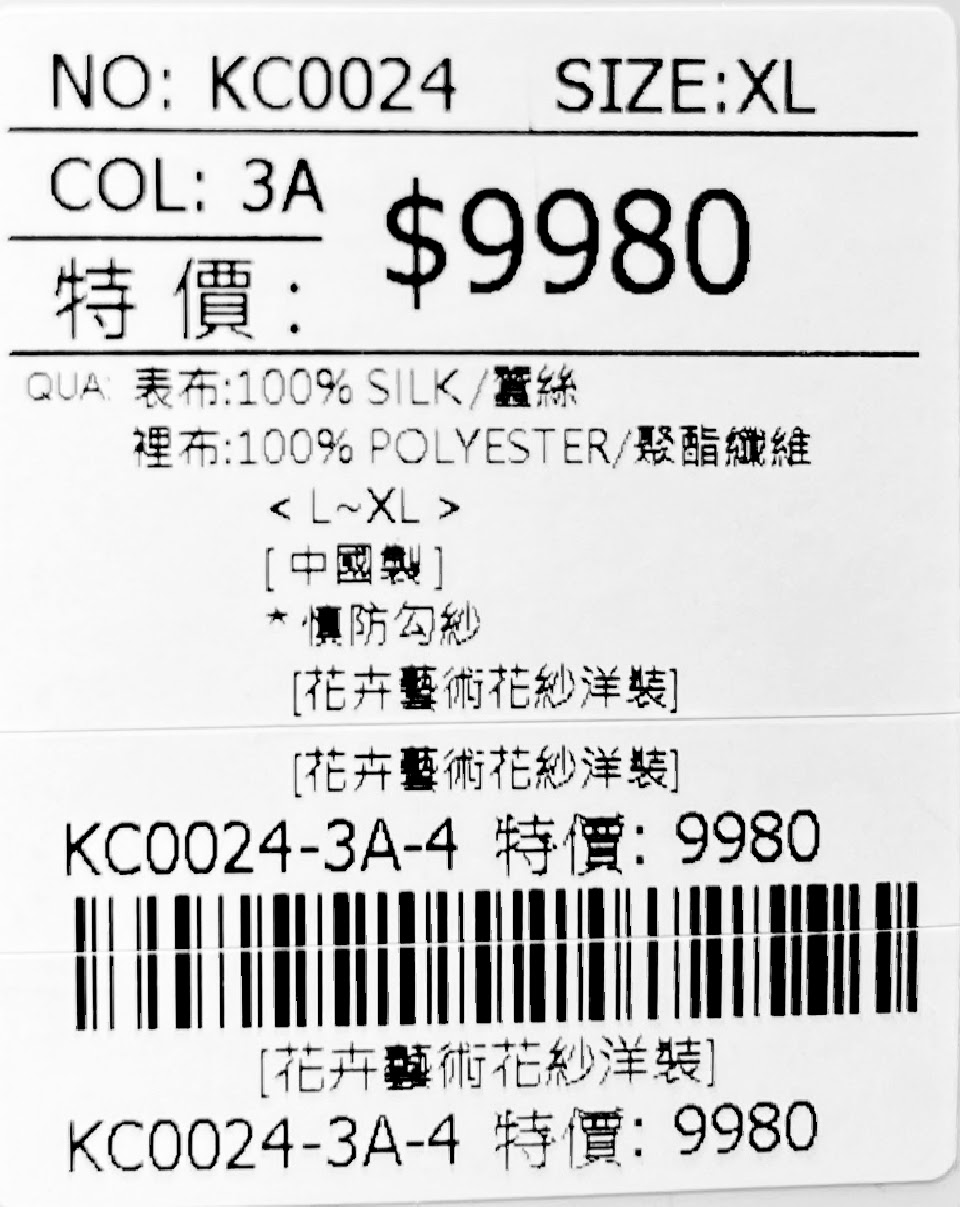 NO: KC0024 SIZE:XL
COL: 3A
$9980
特 價 :
QUA: 表布:100% SILK/蠶絲
裡布:100% POLYESTER/聚酯纖維
< L~XL >
[ 中國製 ]
* 慎防勾紗
[花卉藝術花紗洋裝]
[花卉藝術花紗洋裝]
KC0024-3A-4 特價: 9980
[花卉藝術花紗洋裝]
KC0024-3A-4 特價: 9980